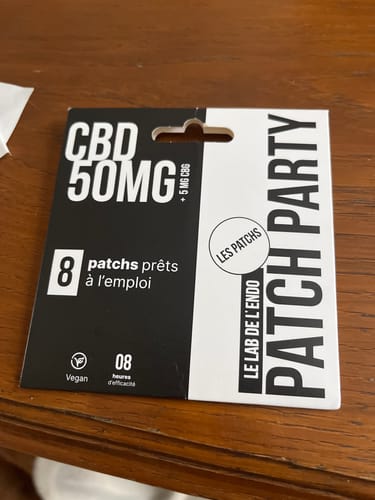 CBD
50MG
+ 5 MG CBG
8
patchs prêts
à l'emploi
Vegan
08
heures
d'efficacité
LES PATCHS
LE LAB DE L'ENDO
PATCH PARTY